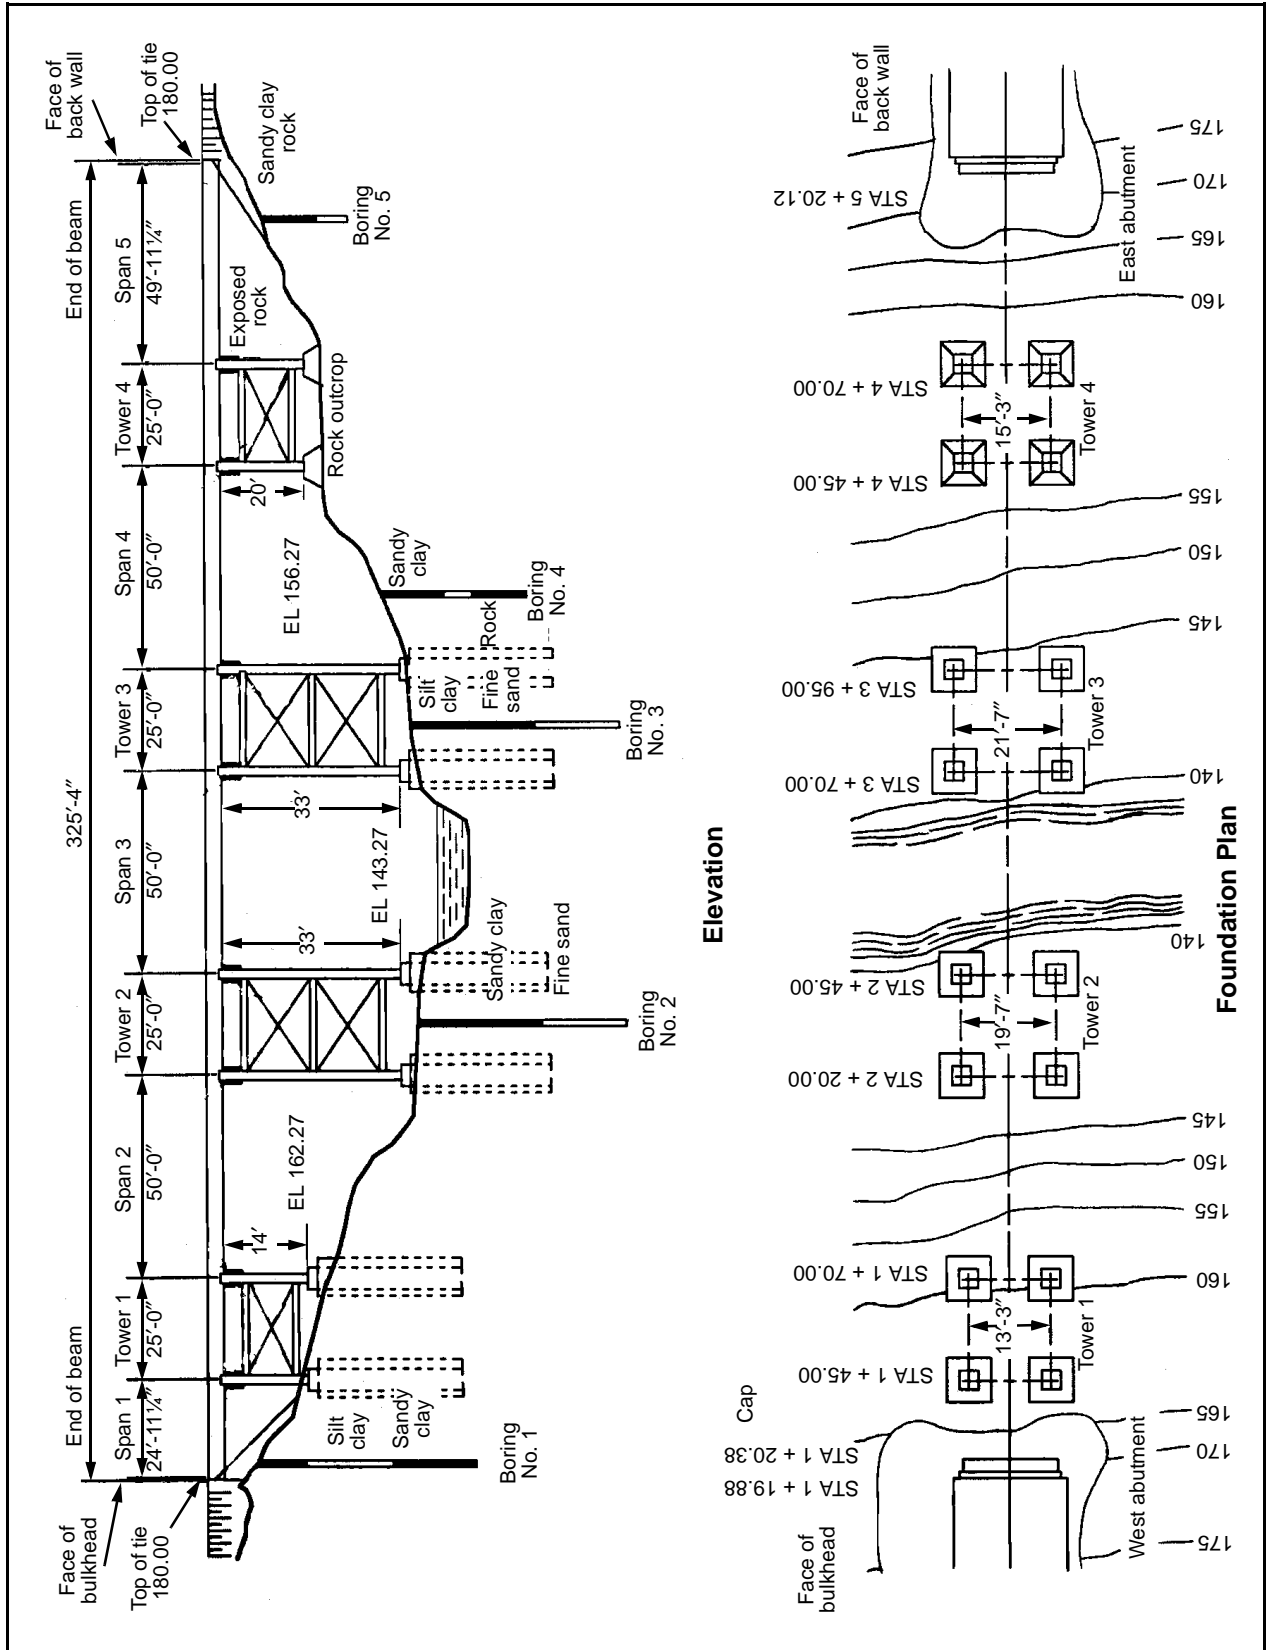 Face of
bulkhead
Top of tie
180.00
End of beam
325′-4″
End of beam
Face of
back wall
Top of tie
180.00
Span 1
24′-11¼″
Tower 1
25′-0″
Span 2
50′-0″
Tower 2
25′-0″
Span 3
50′-0″
Tower 3
25′-0″
Span 4
50′-0″
Tower 4
25′-0″
Span 5
49′-11¼″
14′
EL 162.27
33′
EL 143.27
33′
EL 156.27
20′
Exposed
rock
Rock outcrop
Sandy clay
rock
Silt
clay
Sandy
clay
Boring
No. 1
Sandy clay
Fine sand
Boring
No. 2
Silt
clay
Fine
sand
Boring
No. 3
Rock
Sandy
clay
Boring
No. 4
Boring
No. 5
Elevation
Face of
bulkhead
STA 1 + 19.88
STA 1 + 20.38
Cap
STA 1 + 45.00
STA 1 + 70.00
STA 2 + 20.00
STA 2 + 45.00
STA 3 + 70.00
STA 3 + 95.00
STA 4 + 45.00
STA 4 + 70.00
STA 5 + 20.12
Face of
back wall
13′-3″
19′-7″
21′-7″
15′-3″
Tower 1
Tower 2
Tower 3
Tower 4
West abutment
East abutment
175
170
165
160
155
150
145
140
140
145
150
155
160
165
170
175
Foundation Plan